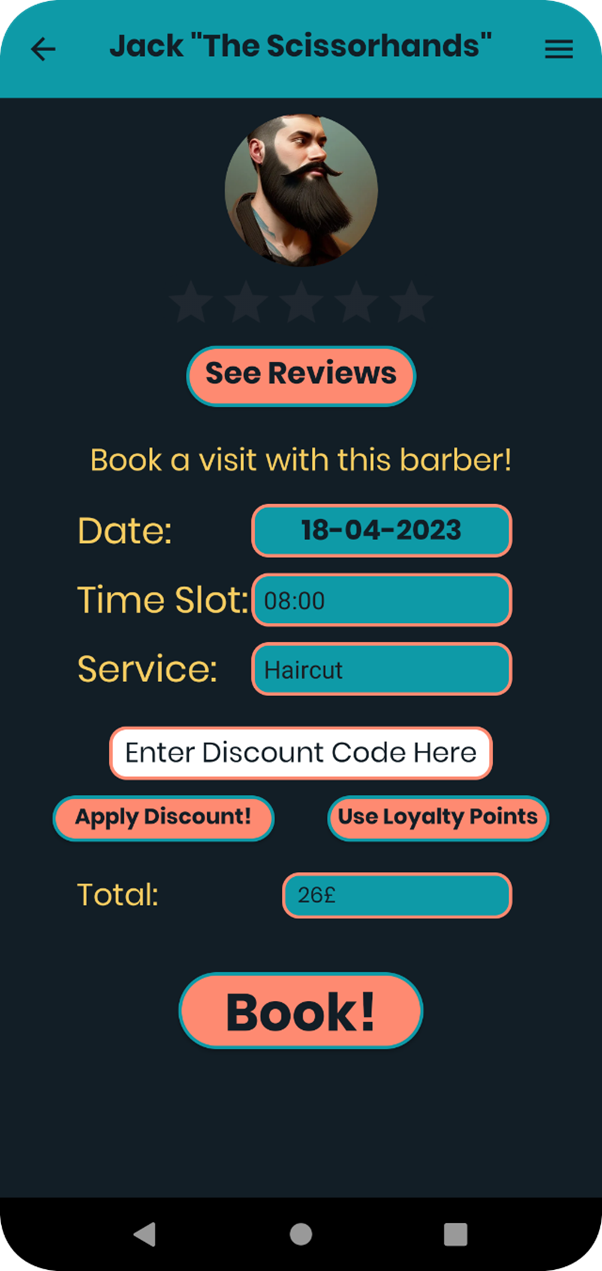 Jack "The Scissorhands"
See Reviews
Book a visit with this barber!
Date: 18-04-2023
Time Slot: 08:00
Service: Haircut
Enter Discount Code Here
Apply Discount! Use Loyalty Points
Total: 26£
Book!